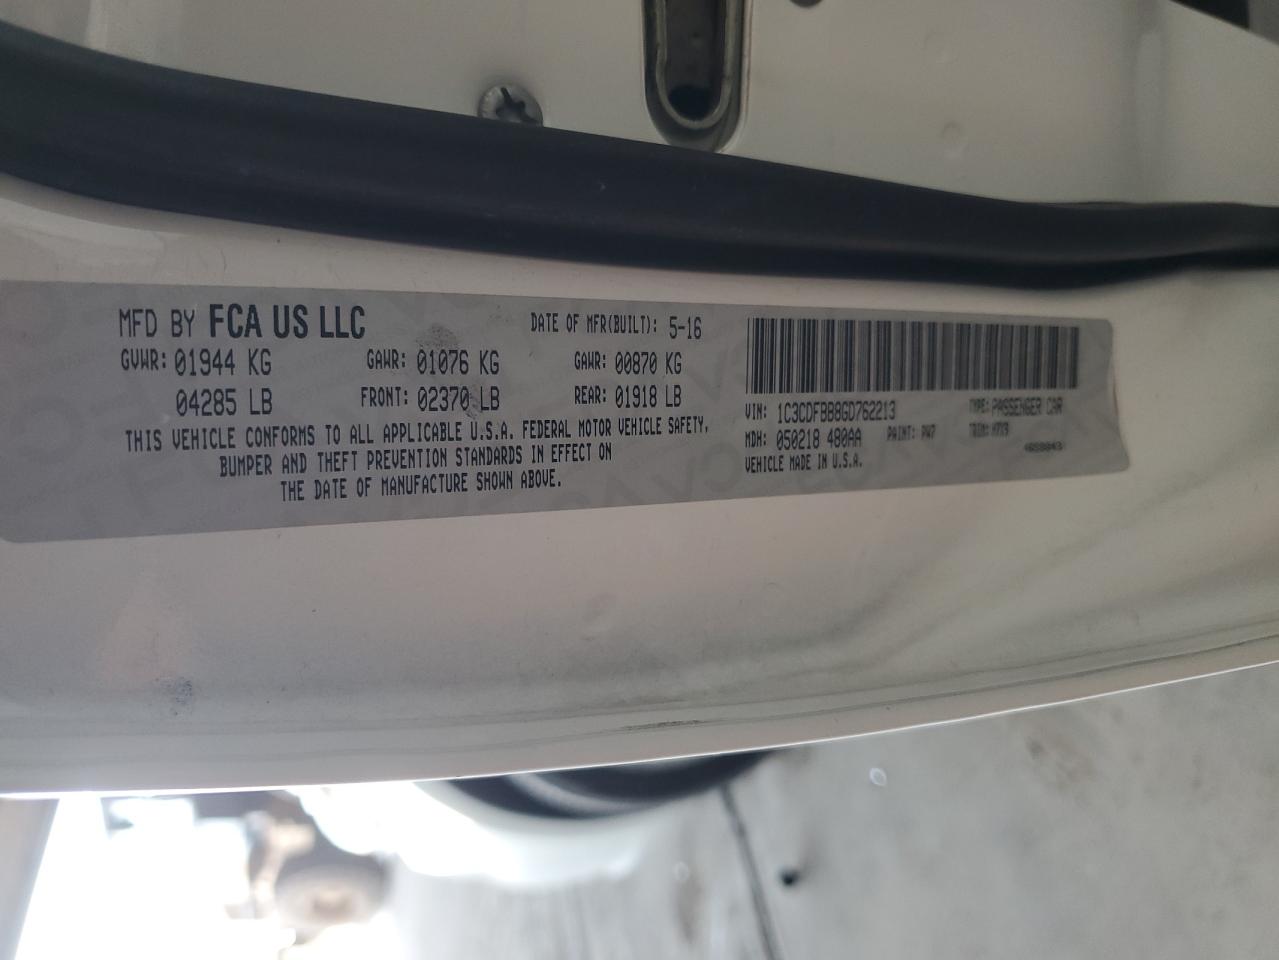 MFD BY FCA US LLC DATE OF MFR(BUILT): 5-16
GVWR: 01944 KG GAWR: 01076 KG GAWR: 00870 KG
04285 LB FRONT: 02370 LB REAR: 01918 LB
THIS VEHICLE CONFORMS TO ALL APPLICABLE U.S.A. FEDERAL MOTOR VEHICLE SAFETY,
BUMPER AND THEFT PREVENTION STANDARDS IN EFFECT ON
THE DATE OF MANUFACTURE SHOWN ABOVE.
VIN: 1C3CDFBB8GD762213 TYPE: PASSENGER CAR
MDH: 050218 480AA PAINT: PW7 TRIM:
VEHICLE MADE IN U.S.A.